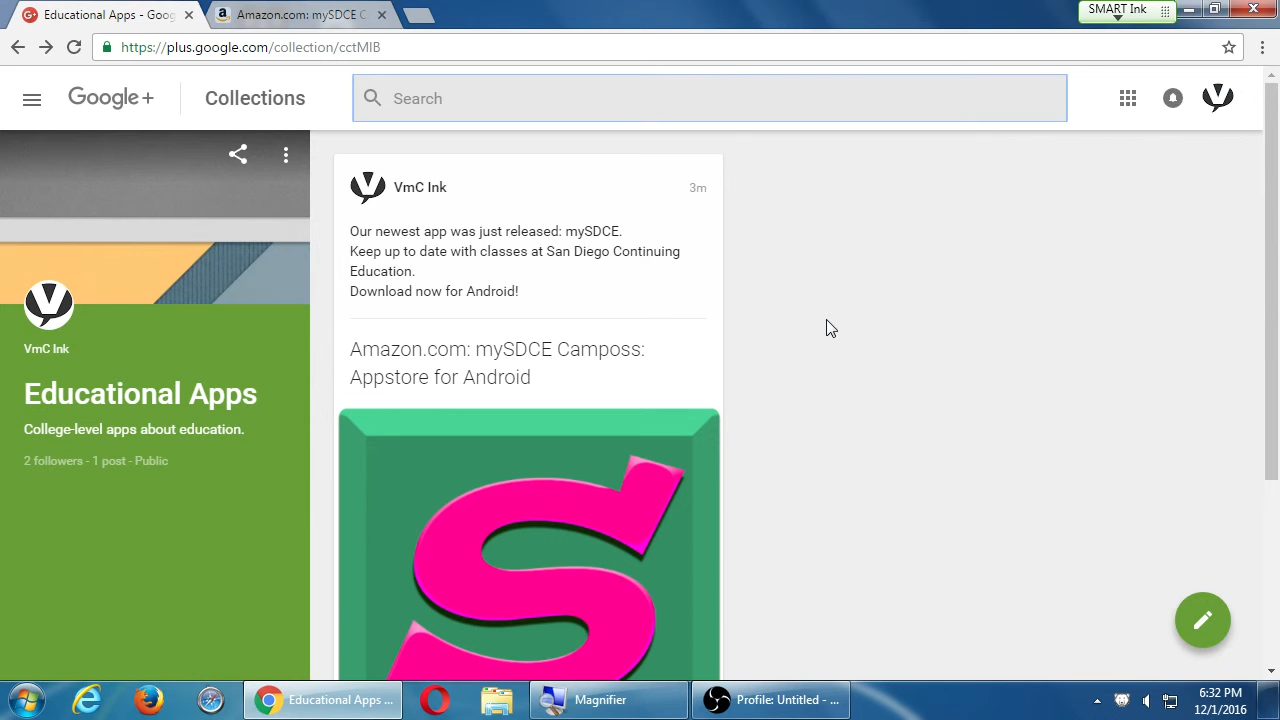 Educational Apps - Goog
Amazon.com: mySDCE C
SMART Ink
https://plus.google.com/collection/cctMIB
Google+
Collections
Search
VmC Ink
3m
Our newest app was just released: mySDCE.
Keep up to date with classes at San Diego Continuing
Education.
Download now for Android!
Amazon.com: mySDCE Camposs:
Appstore for Android
S
VmC Ink
Educational Apps
College-level apps about education.
2 followers - 1 post - Public
Educational Apps ...
Magnifier
Profile: Untitled - ...
6:32 PM
12/1/2016